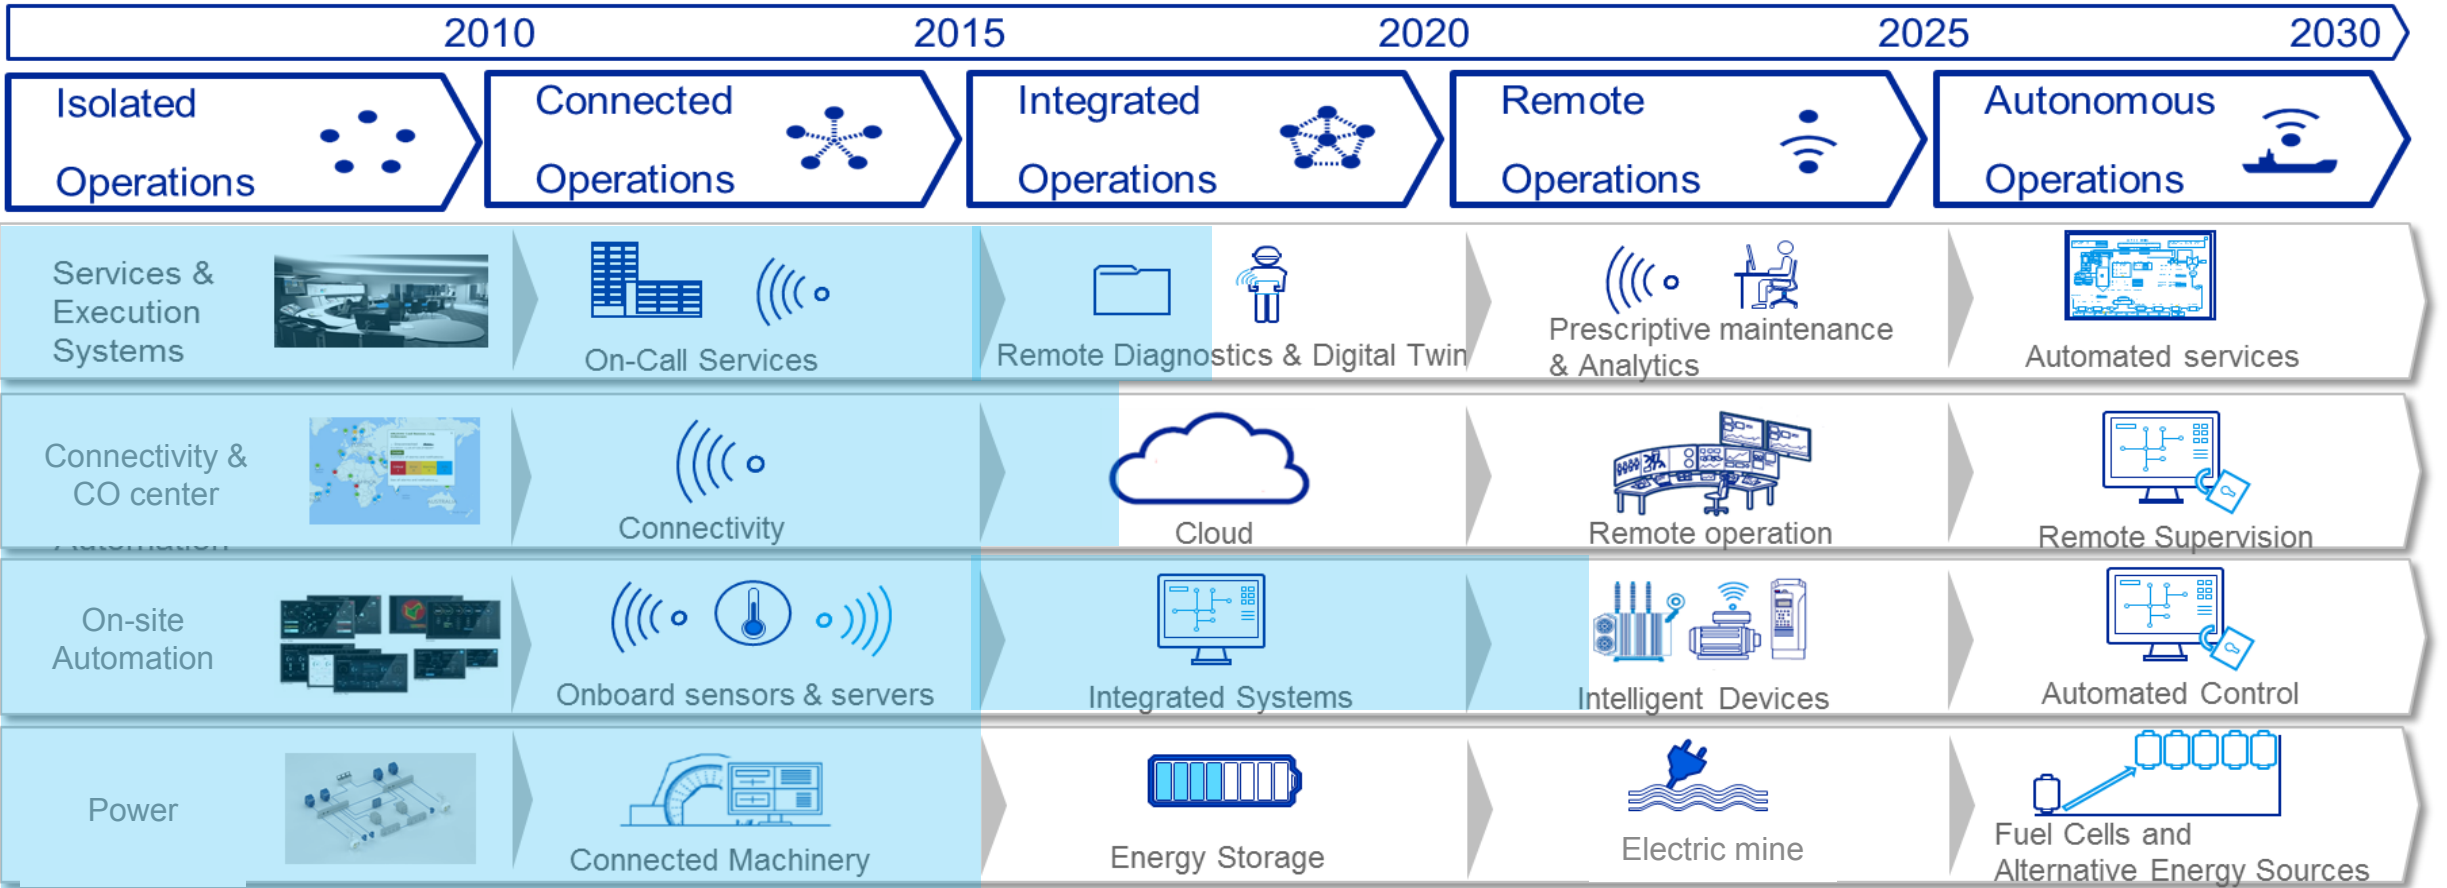 2010 2015 2020 2025 2030
Isolated
Operations
Connected
Operations
Integrated
Operations
Remote
Operations
Autonomous
Operations
Services &
Execution
Systems
On-Call Services
Remote Diagnostics & Digital Twin
Prescriptive maintenance
& Analytics
Automated services
Connectivity &
CO center
Connectivity
Cloud
Remote operation
Remote Supervision
Automation
On-site
Automation
Onboard sensors & servers
Integrated Systems
Intelligent Devices
Automated Control
Power
Connected Machinery
Energy Storage
Electric mine
Fuel Cells and
Alternative Energy Sources